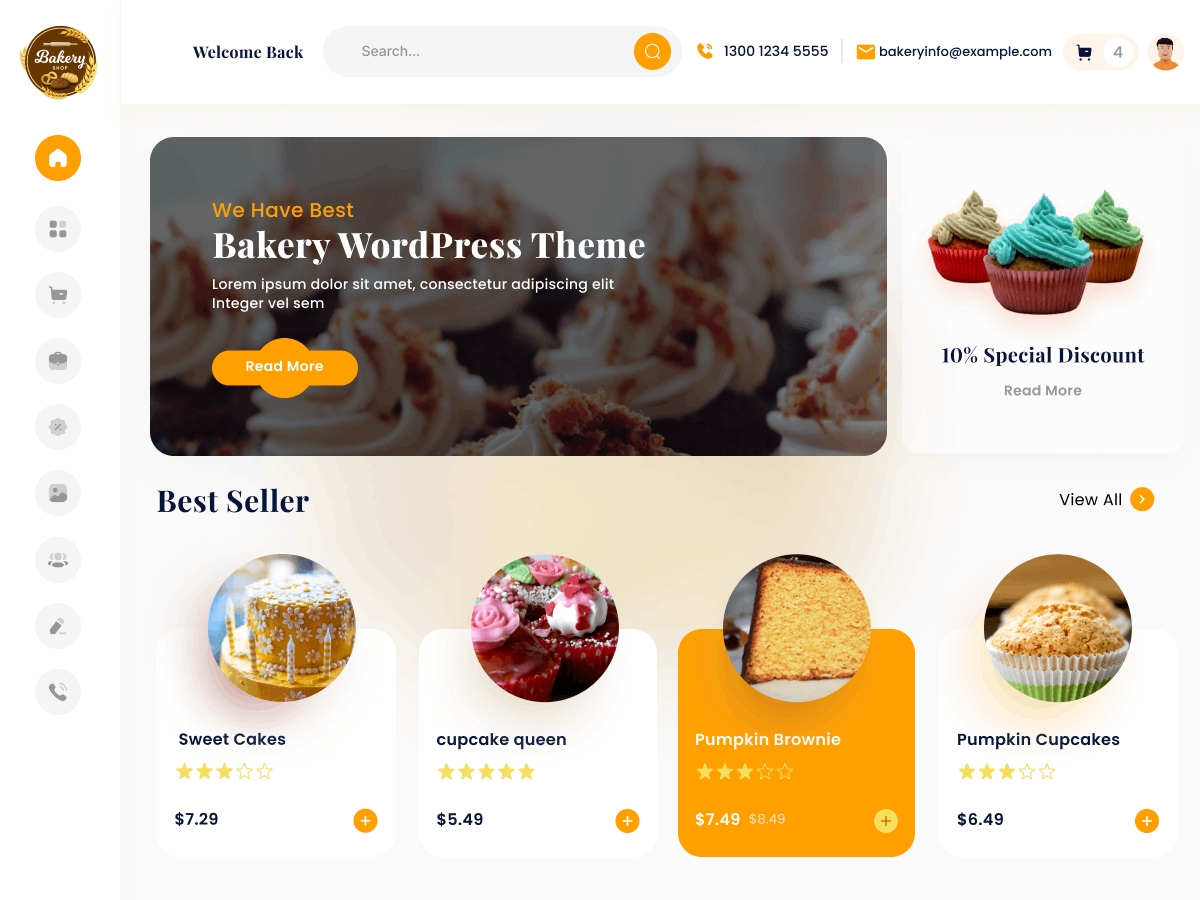 Bakery
SHOP
Welcome Back
Search...
1300 1234 5555
bakeryinfo@example.com
4
We Have Best
Bakery WordPress Theme
Lorem ipsum dolor sit amet, consectetur adipiscing elit
Integer vel sem
Read More
10% Special Discount
Read More
Best Seller
View All
Sweet Cakes
$7.29
cupcake queen
$5.49
Pumpkin Brownie
$7.49 $8.49
Pumpkin Cupcakes
$6.49